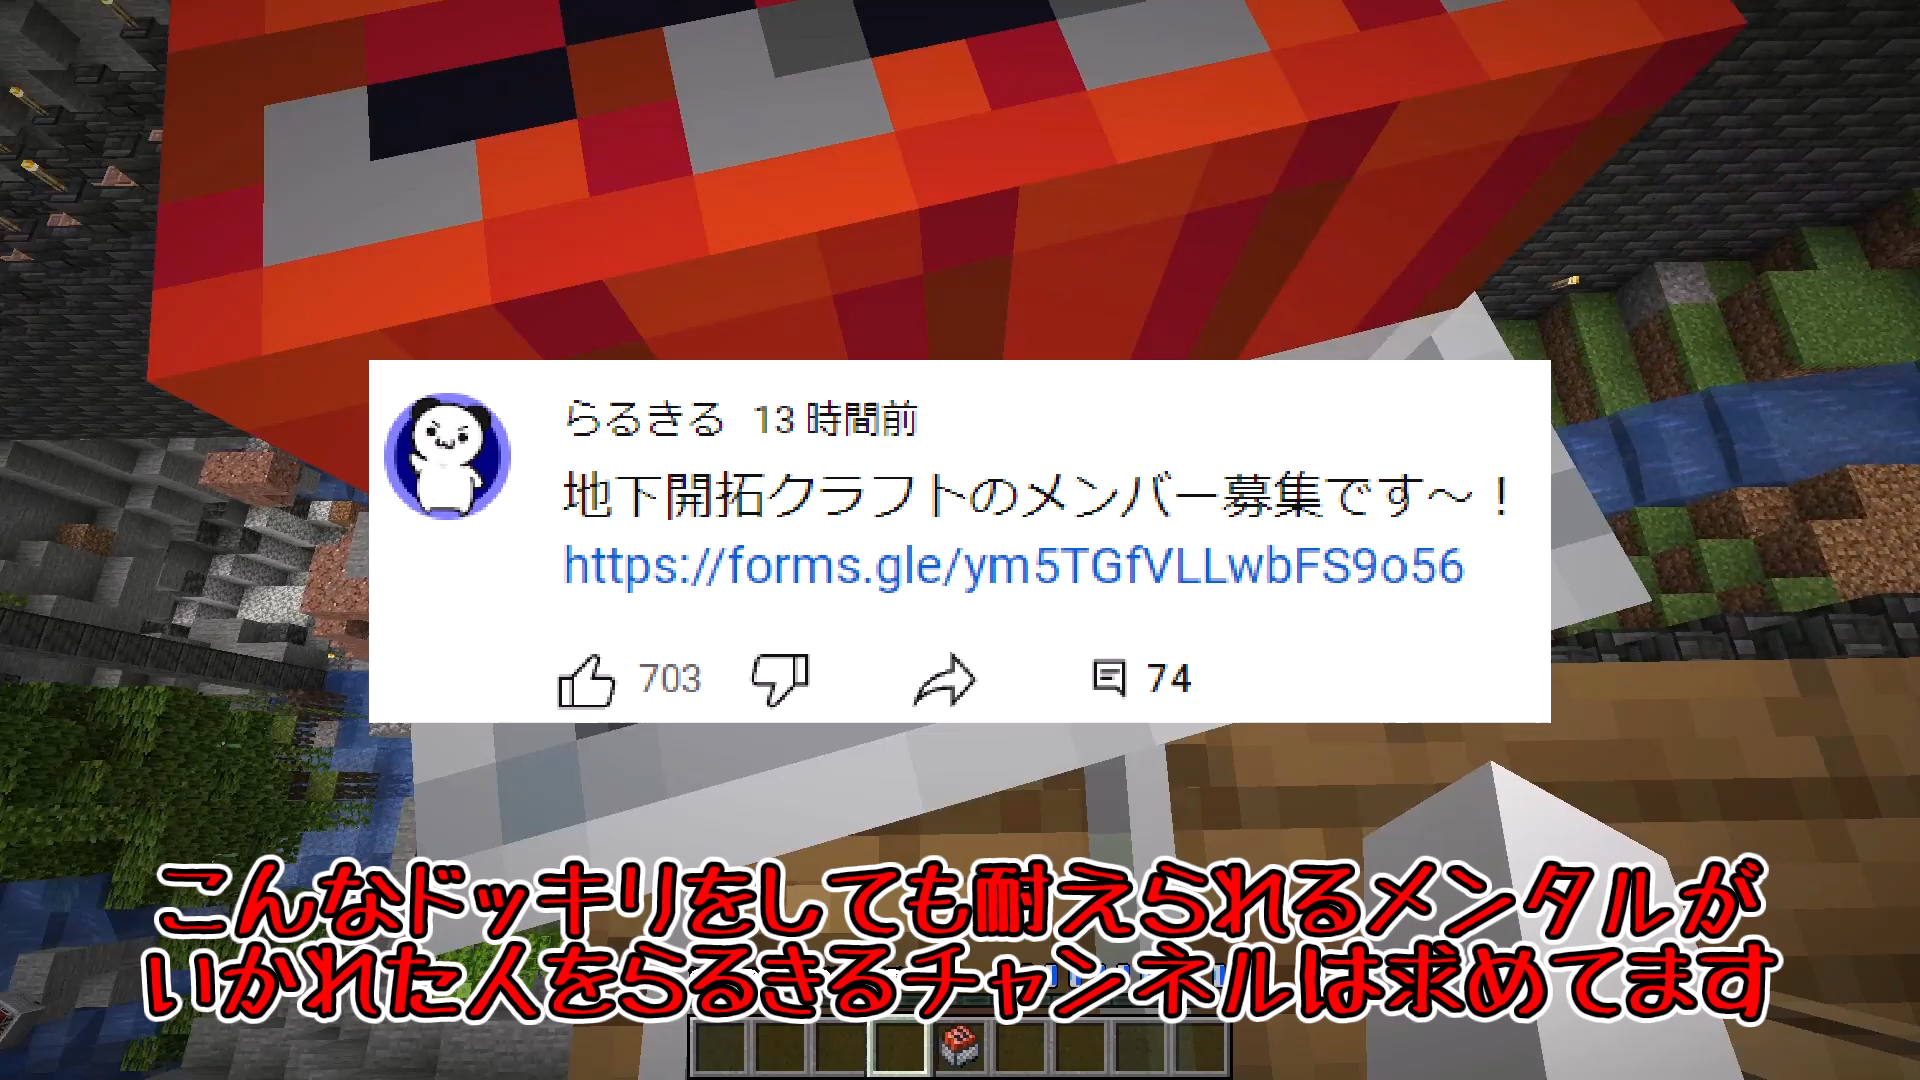 らるきる 13 時間前
地下開拓クラフトのメンバー募集です～！
https://forms.gle/ym5TGfVLLwbFS9o56
703 74
こんなドッキリをしても耐えられるメンタルが
いかれた人をらるきるチャンネルは求めてます